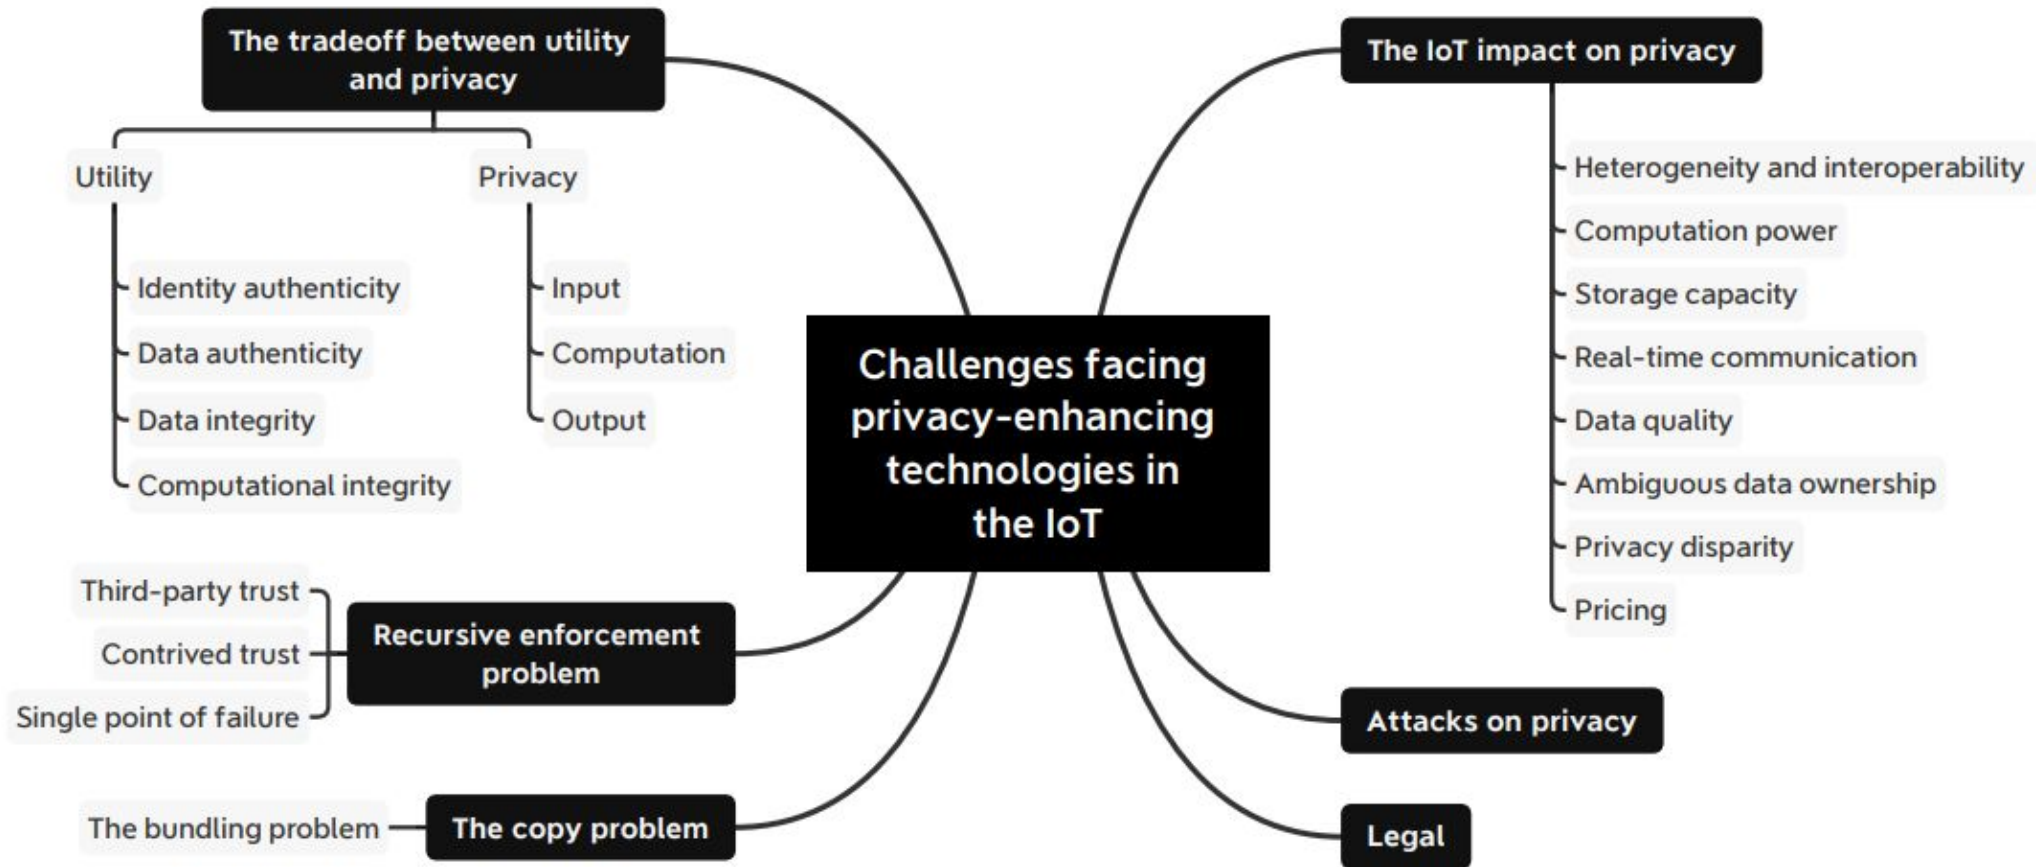 The tradeoff between utility
and privacy
Utility
Identity authenticity
Data authenticity
Data integrity
Computational integrity
Privacy
Input
Computation
Output
Third-party trust
Contrived trust
Single point of failure
Recursive enforcement
problem
The bundling problem
The copy problem
Challenges facing
privacy-enhancing
technologies in
the IoT
The IoT impact on privacy
Heterogeneity and interoperability
Computation power
Storage capacity
Real-time communication
Data quality
Ambiguous data ownership
Privacy disparity
Pricing
Attacks on privacy
Legal